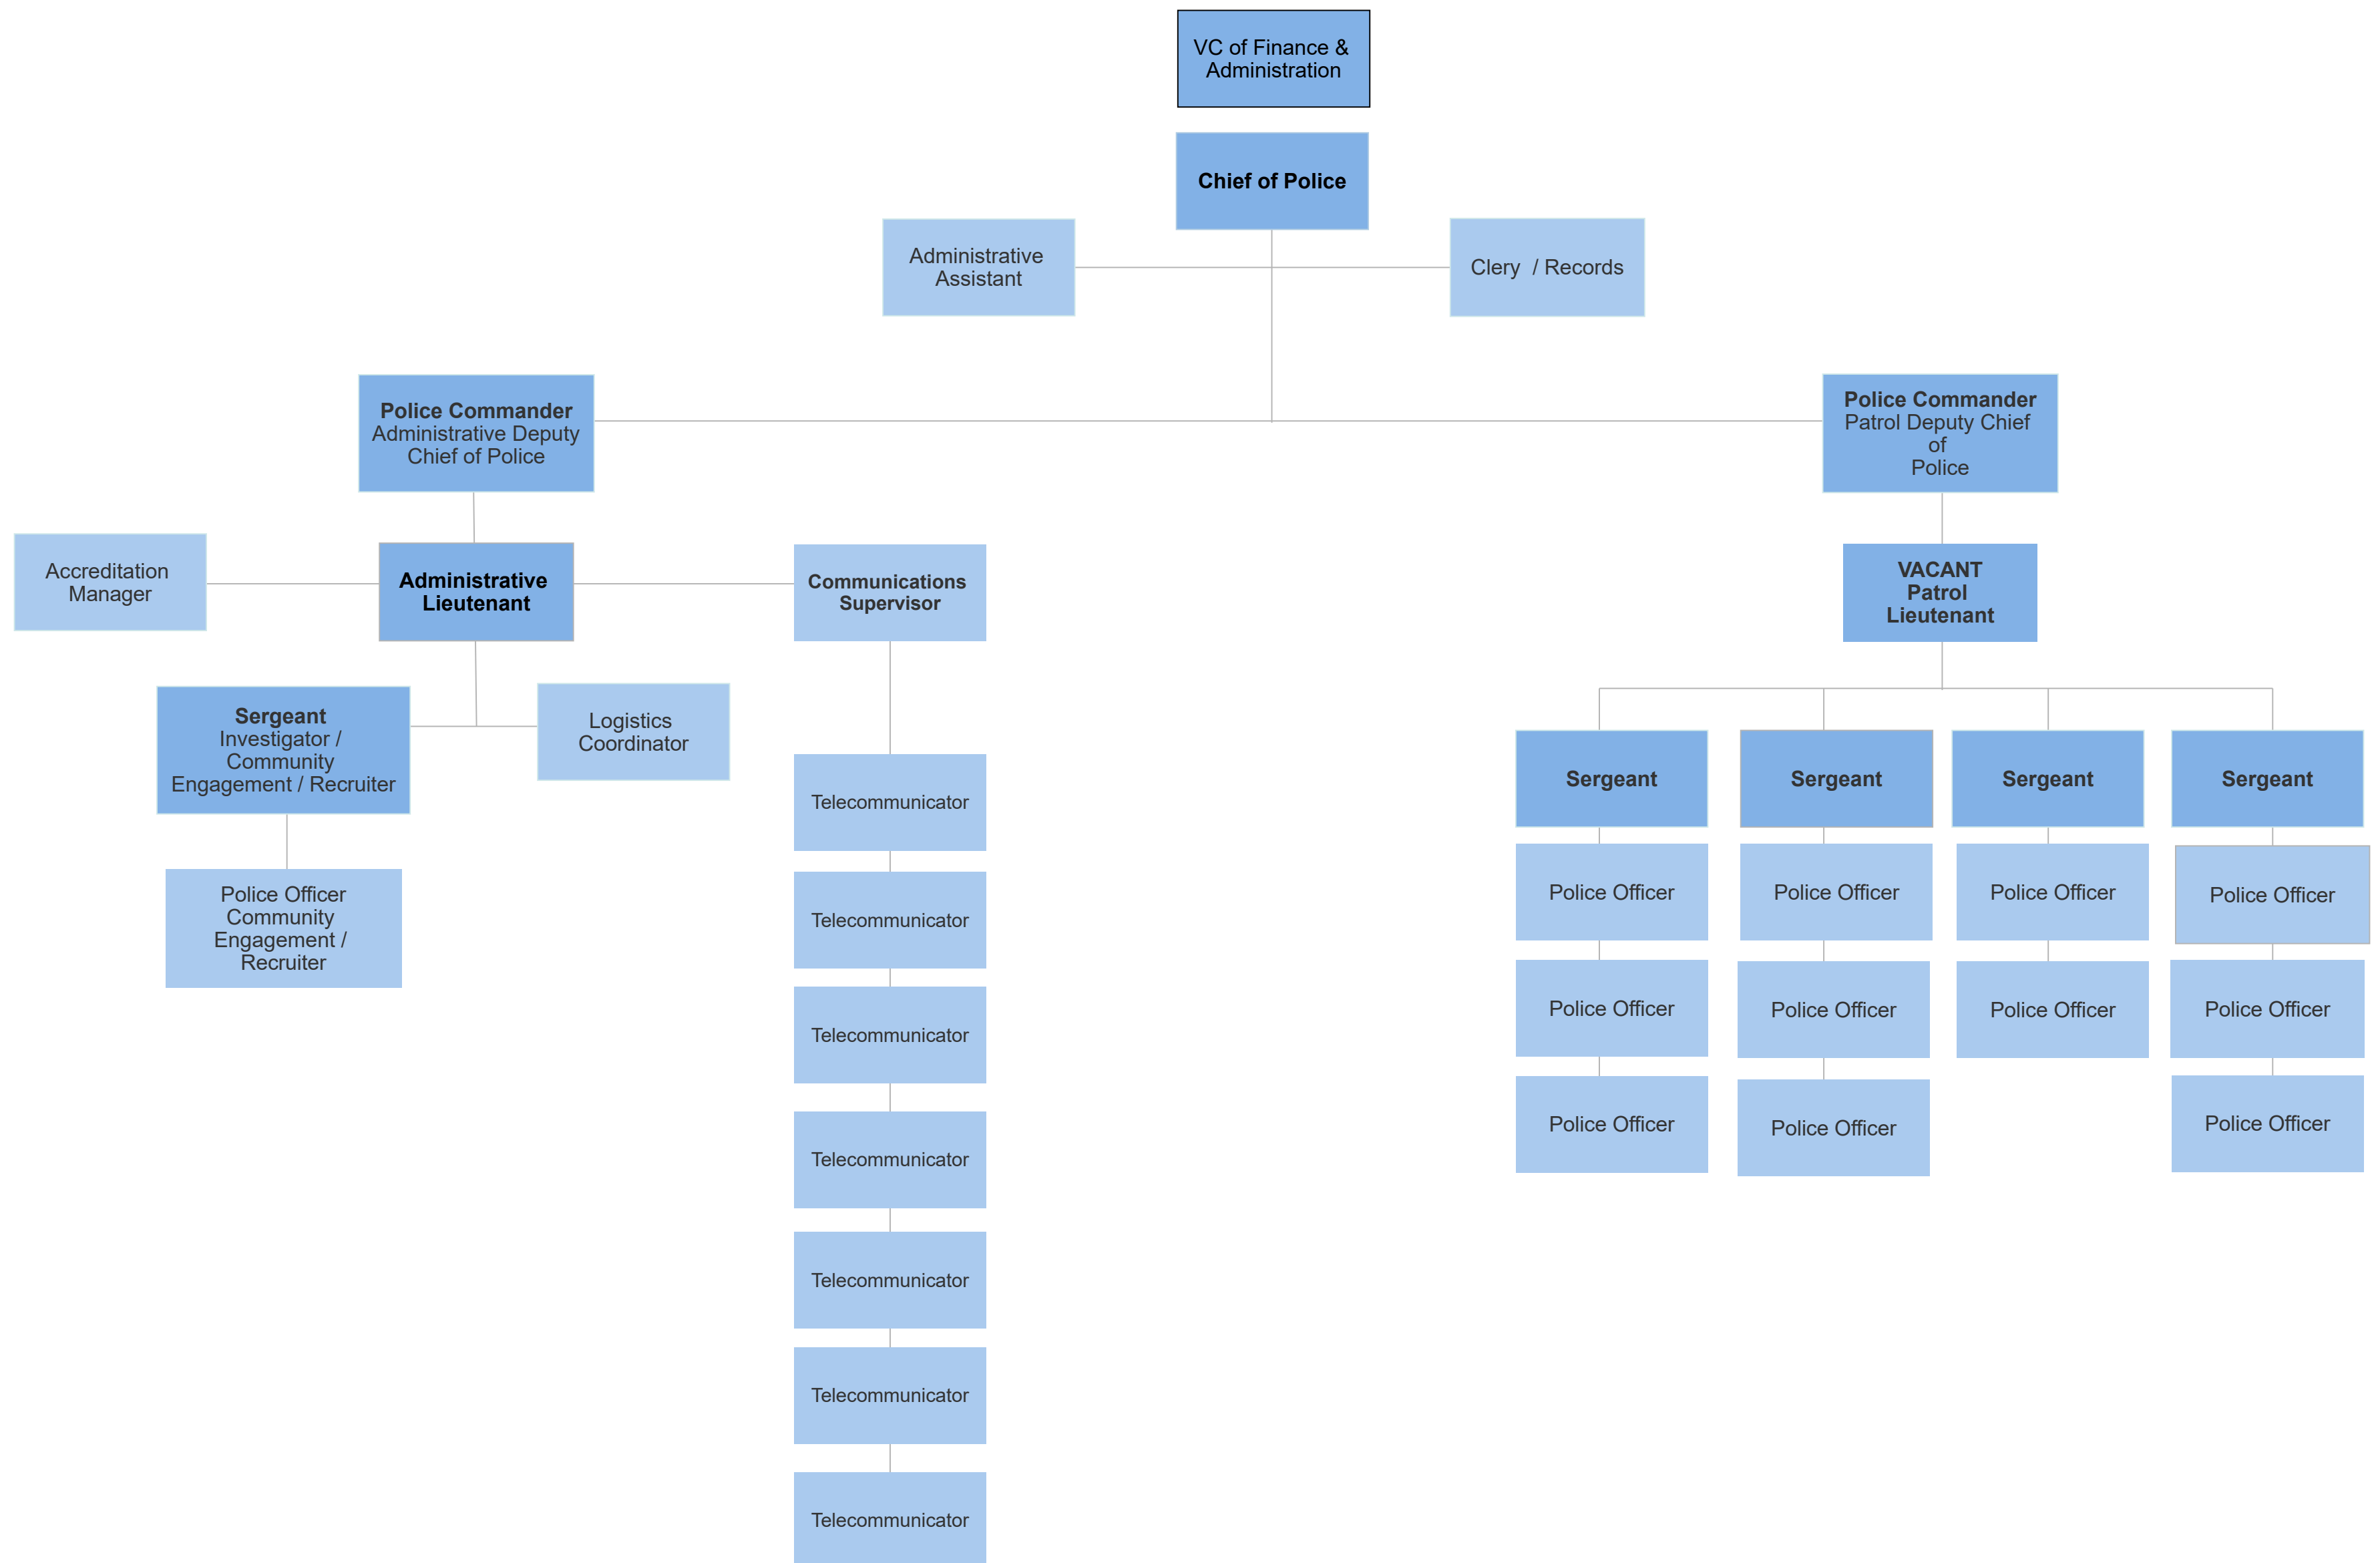 VC of Finance &
Administration
Chief of Police
Administrative
Assistant
Clery  / Records
Police Commander
Administrative Deputy
Chief of Police
Police Commander
Patrol Deputy Chief
of
Police
Accreditation
Manager
Administrative
Lieutenant
Communications
Supervisor
VACANT
Patrol
Lieutenant
Sergeant
Investigator /
Community
Engagement / Recruiter
Logistics
Coordinator
Police Officer
Community
Engagement /
Recruiter
Telecommunicator
Telecommunicator
Telecommunicator
Telecommunicator
Telecommunicator
Telecommunicator
Telecommunicator
Sergeant
Sergeant
Sergeant
Sergeant
Police Officer
Police Officer
Police Officer
Police Officer
Police Officer
Police Officer
Police Officer
Police Officer
Police Officer
Police Officer
Police Officer